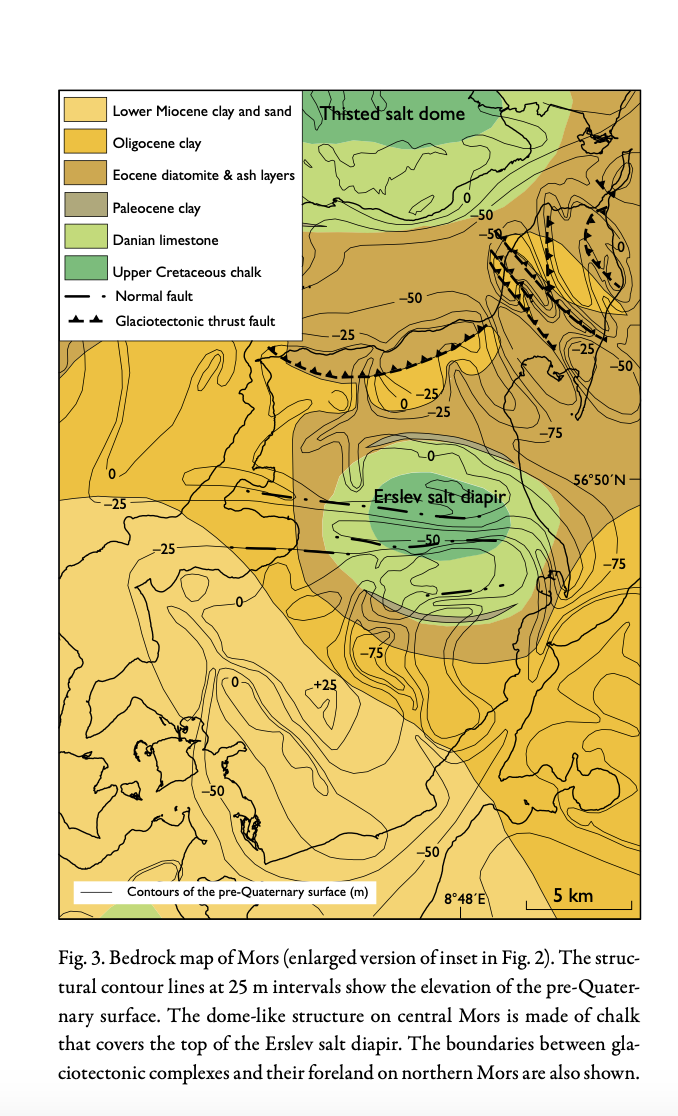 Thisted salt dome
Lower Miocene clay and sand
Oligocene clay
Eocene diatomite & ash layers
Paleocene clay
Danian limestone
Upper Cretaceous chalk
Normal fault
Glaciotectonic thrust fault
0
–50
–50
0
–50
–25
–25
–50
–25
0
–25
–75
0
0
56°50´N
–25
Erslev salt diapir
–50
–25
–75
0
–75
0
+25
–50
–50
Contours of the pre-Quaternary surface (m)
8°48´E
5 km
Fig. 3. Bedrock map of Mors (enlarged version of inset in Fig. 2). The struc-
tural contour lines at 25 m intervals show the elevation of the pre-Quater-
nary surface. The dome-like structure on central Mors is made of chalk
that covers the top of the Erslev salt diapir. The boundaries between gla-
ciotectonic complexes and their foreland on northern Mors are also shown.